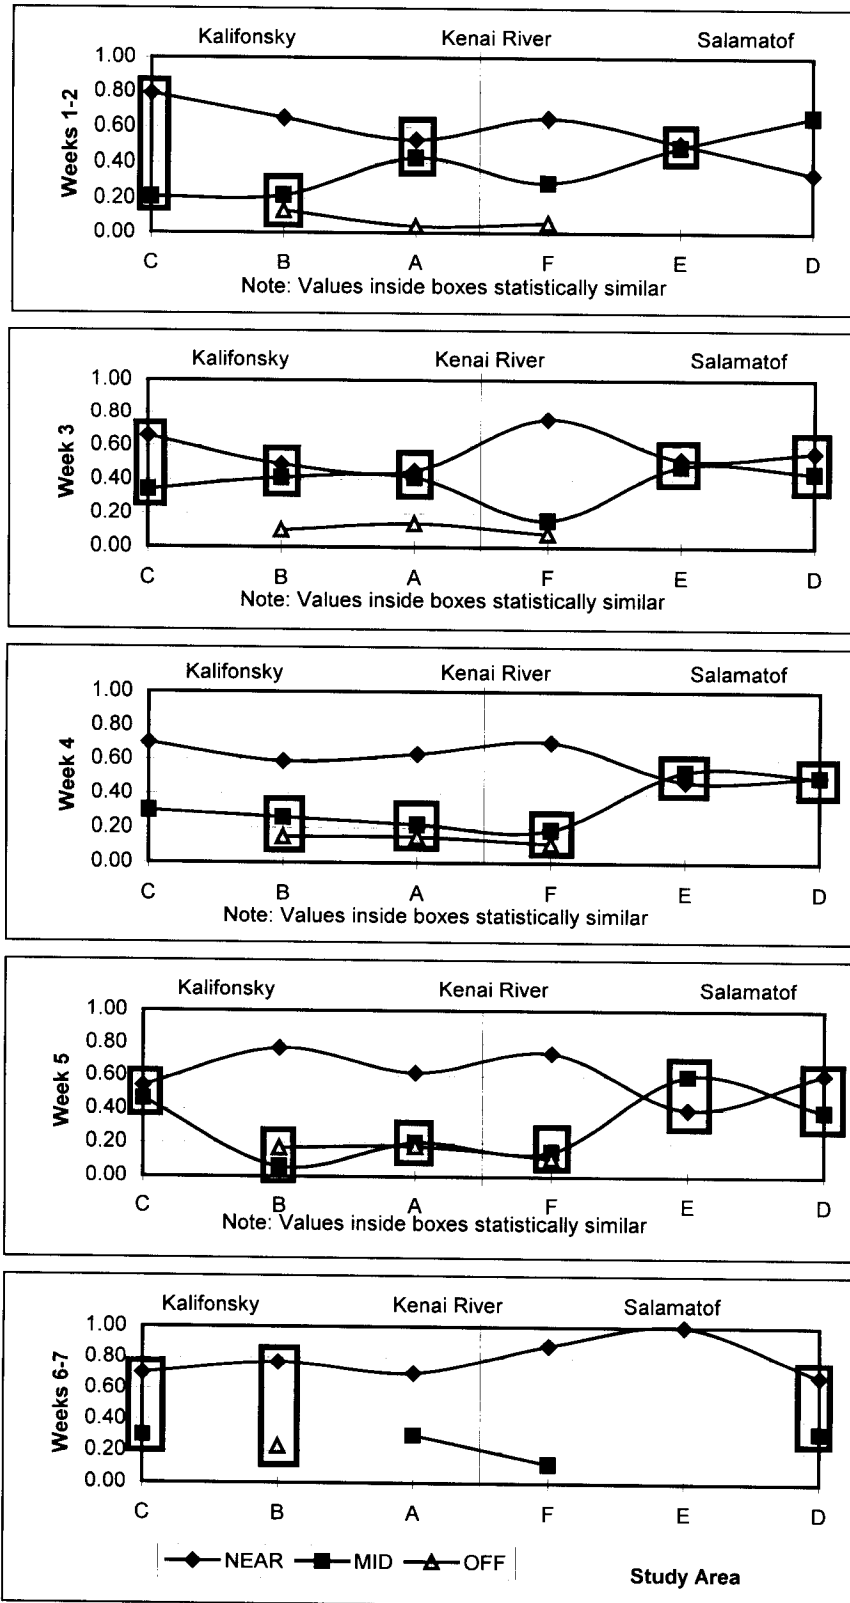 Kalifonsky Kenai River Salamatof
Weeks 1-2
1.00
0.80
0.60
0.40
0.20
0.00
C B A F E D
Note: Values inside boxes statistically similar
Kalifonsky Kenai River Salamatof
Week 3
1.00
0.80
0.60
0.40
0.20
0.00
C B A F E D
Note: Values inside boxes statistically similar
Kalifonsky Kenai River Salamatof
Week 4
1.00
0.80
0.60
0.40
0.20
0.00
C B A F E D
Note: Values inside boxes statistically similar
Kalifonsky Kenai River Salamatof
Week 5
1.00
0.80
0.60
0.40
0.20
0.00
C B A F E D
Note: Values inside boxes statistically similar
Kalifonsky Kenai River Salamatof
Weeks 6-7
1.00
0.80
0.60
0.40
0.20
0.00
C B A F E D
NEAR MID OFF
Study Area